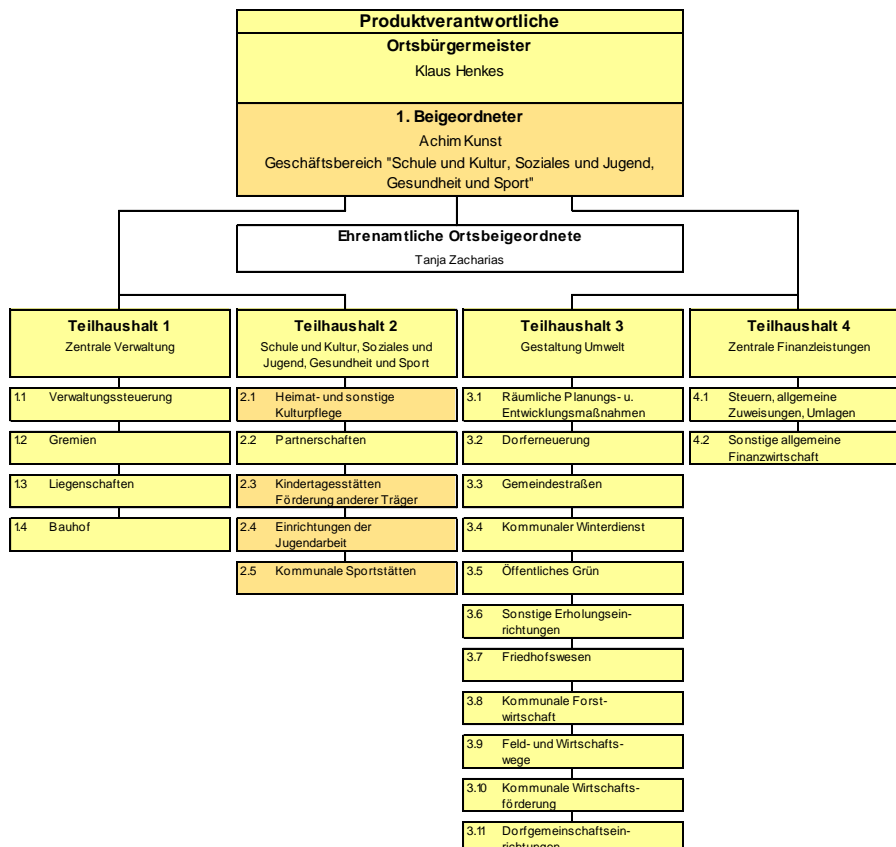 Produktverantwortliche
Ortsbürgermeister
Klaus Henkes
1. Beigeordneter
Achim Kunst
Geschäftsbereich "Schule und Kultur, Soziales und Jugend,
Gesundheit und Sport"
Ehrenamtliche Ortsbeigeordnete
Tanja Zacharias
Teilhaushalt 1
Zentrale Verwaltung
1.1 Verwaltungssteuerung
1.2 Gremien
1.3 Liegenschaften
1.4 Bauhof
Teilhaushalt 2
Schule und Kultur, Soziales und
Jugend, Gesundheit und Sport
2.1 Heimat- und sonstige
Kulturpflege
2.2 Partnerschaften
2.3 Kindertagesstätten
Förderung anderer Träger
2.4 Einrichtungen der
Jugendarbeit
2.5 Kommunale Sportstätten
Teilhaushalt 3
Gestaltung Umwelt
3.1 Räumliche Planungs- u.
Entwicklungsmaßnahmen
3.2 Dorferneuerung
3.3 Gemeindestraßen
3.4 Kommunaler Winterdienst
3.5 Öffentliches Grün
3.6 Sonstige Erholungsein-
richtungen
3.7 Friedhofswesen
3.8 Kommunale Forst-
wirtschaft
3.9 Feld- und Wirtschafts-
wege
3.10 Kommunale Wirtschafts-
förderung
3.11 Dorfgemeinschaftsein-
richtungen
Teilhaushalt 4
Zentrale Finanzleistungen
4.1 Steuern, allgemeine
Zuweisungen, Umlagen
4.2 Sonstige allgemeine
Finanzwirtschaft